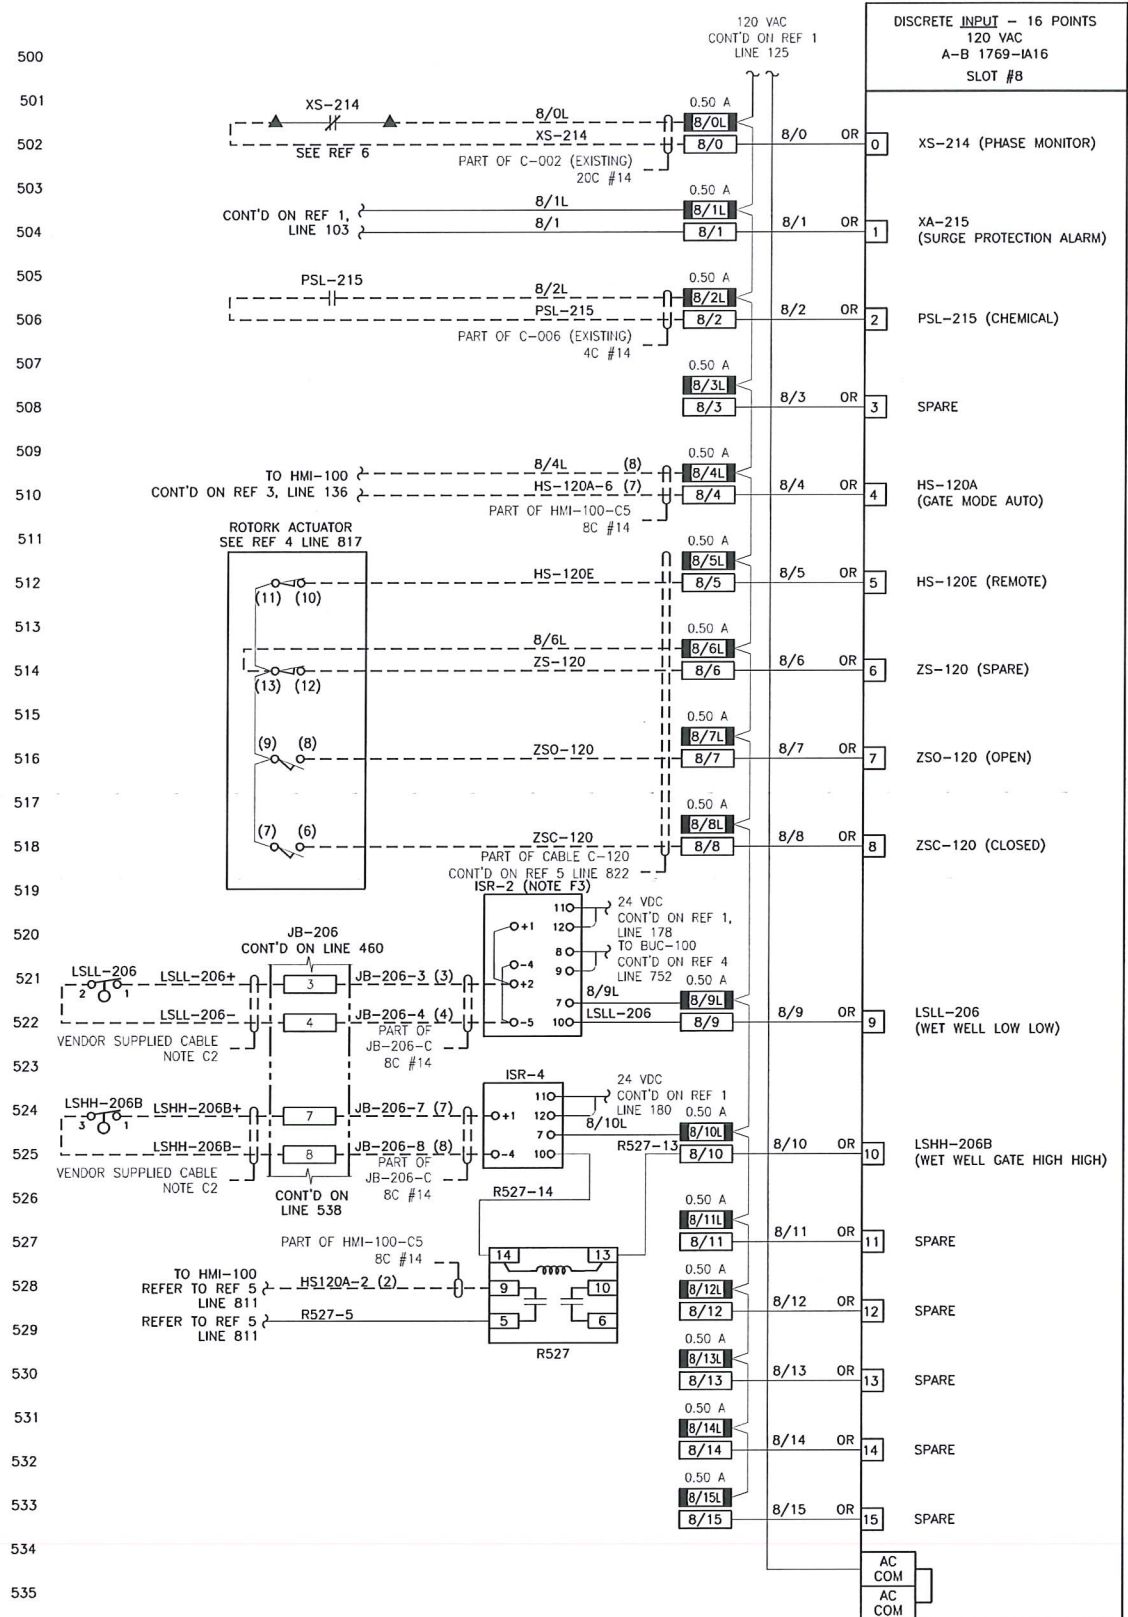 DISCRETE INPUT – 16 POINTS
120 VAC
A-B 1769-IA16
SLOT #8
120 VAC
CONT'D ON REF 1
LINE 125
500
501
XS-214
8/0L
0.50 A
8/0L
502
SEE REF 6
XS-214
8/0
8/0 OR
0
XS-214 (PHASE MONITOR)
PART OF C-002 (EXISTING)
20C #14
503
CONT'D ON REF 1,
LINE 103
8/1L
0.50 A
8/1L
504
8/1
8/1
8/1 OR
1
XA-215
(SURGE PROTECTION ALARM)
505
PSL-215
8/2L
0.50 A
8/2L
506
PSL-215
8/2
8/2 OR
2
PSL-215 (CHEMICAL)
PART OF C-006 (EXISTING)
4C #14
507
0.50 A
8/3L
508
8/3
8/3 OR
3
SPARE
509
TO HMI-100
CONT'D ON REF 3, LINE 136
8/4L (8)
0.50 A
8/4L
510
HS-120A-6 (7)
8/4
8/4 OR
4
HS-120A
(GATE MODE AUTO)
PART OF HMI-100-C5
8C #14
511
ROTORK ACTUATOR
SEE REF 4 LINE 817
0.50 A
8/5L
512
(11) (10)
HS-120E
8/5
8/5 OR
5
HS-120E (REMOTE)
513
8/6L
0.50 A
8/6L
514
(13) (12)
ZS-120
8/6
8/6 OR
6
ZS-120 (SPARE)
515
0.50 A
8/7L
516
(9) (8)
ZSO-120
8/7
8/7 OR
7
ZSO-120 (OPEN)
517
0.50 A
8/8L
518
(7) (6)
ZSC-120
8/8
8/8 OR
8
ZSC-120 (CLOSED)
PART OF CABLE C-120
CONT'D ON REF 5 LINE 822
519
ISR-2 (NOTE F3)
11
12
+1
24 VDC
CONT'D ON REF 1,
LINE 178
520
JB-206
CONT'D ON LINE 460
8
9
-4
TO BUC-100
CONT'D ON REF 4
LINE 752
521
LSLL-206
2 1
LSLL-206+
3
JB-206-3 (3)
+2
7
8/9L
0.50 A
8/9L
522
LSLL-206-
4
JB-206-4 (4)
-5
10
LSLL-206
8/9
8/9 OR
9
LSLL-206
(WET WELL LOW LOW)
VENDOR SUPPLIED CABLE
NOTE C2
PART OF
JB-206-C
8C #14
523
ISR-4
24 VDC
CONT'D ON REF 1
LINE 180
524
LSHH-206B
3 1
LSHH-206B+
7
JB-206-7 (7)
+1
11
12
7
8/10L
0.50 A
8/10L
525
LSHH-206B-
8
JB-206-8 (8)
-4
10
R527-13
8/10
8/10 OR
10
LSHH-206B
(WET WELL GATE HIGH HIGH)
VENDOR SUPPLIED CABLE
NOTE C2
PART OF
JB-206-C
8C #14
526
CONT'D ON
LINE 538
R527-14
0.50 A
8/11L
527
PART OF HMI-100-C5
8C #14
14
13
8/11
8/11 OR
11
SPARE
528
TO HMI-100
REFER TO REF 5
LINE 811
HS120A-2 (2)
9
10
0.50 A
8/12L
8/12
8/12 OR
12
SPARE
529
REFER TO REF 5
LINE 811
R527-5
5
6
R527
0.50 A
8/13L
530
8/13
8/13 OR
13
SPARE
531
0.50 A
8/14L
532
8/14
8/14 OR
14
SPARE
533
0.50 A
8/15L
8/15
8/15 OR
15
SPARE
534
AC
COM
535
AC
COM